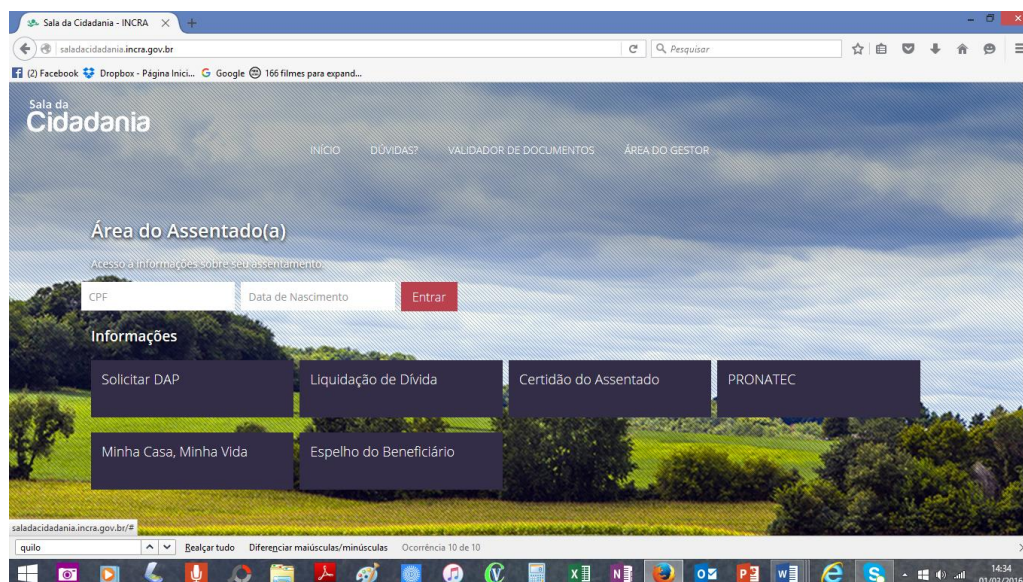 Sala da Cidadania - INCRA
saladacidadania.incra.gov.br
Pesquisar
(2) Facebook Dropbox - Página Inici... Google 166 filmes para expand...
Sala da
Cidadania
INÍCIO DÚVIDAS? VALIDADOR DE DOCUMENTOS ÁREA DO GESTOR
Área do Assentado(a)
Acesso à informações sobre seu assentamento.
CPF Data de Nascimento Entrar
Informações
Solicitar DAP Liquidação de Dívida Certidão do Assentado PRONATEC
Minha Casa, Minha Vida Espelho do Beneficiário
saladacidadania.incra.gov.br/#
quilo Realçar tudo Diferenciar maiúsculas/minúsculas Ocorrência 10 de 10
14:34